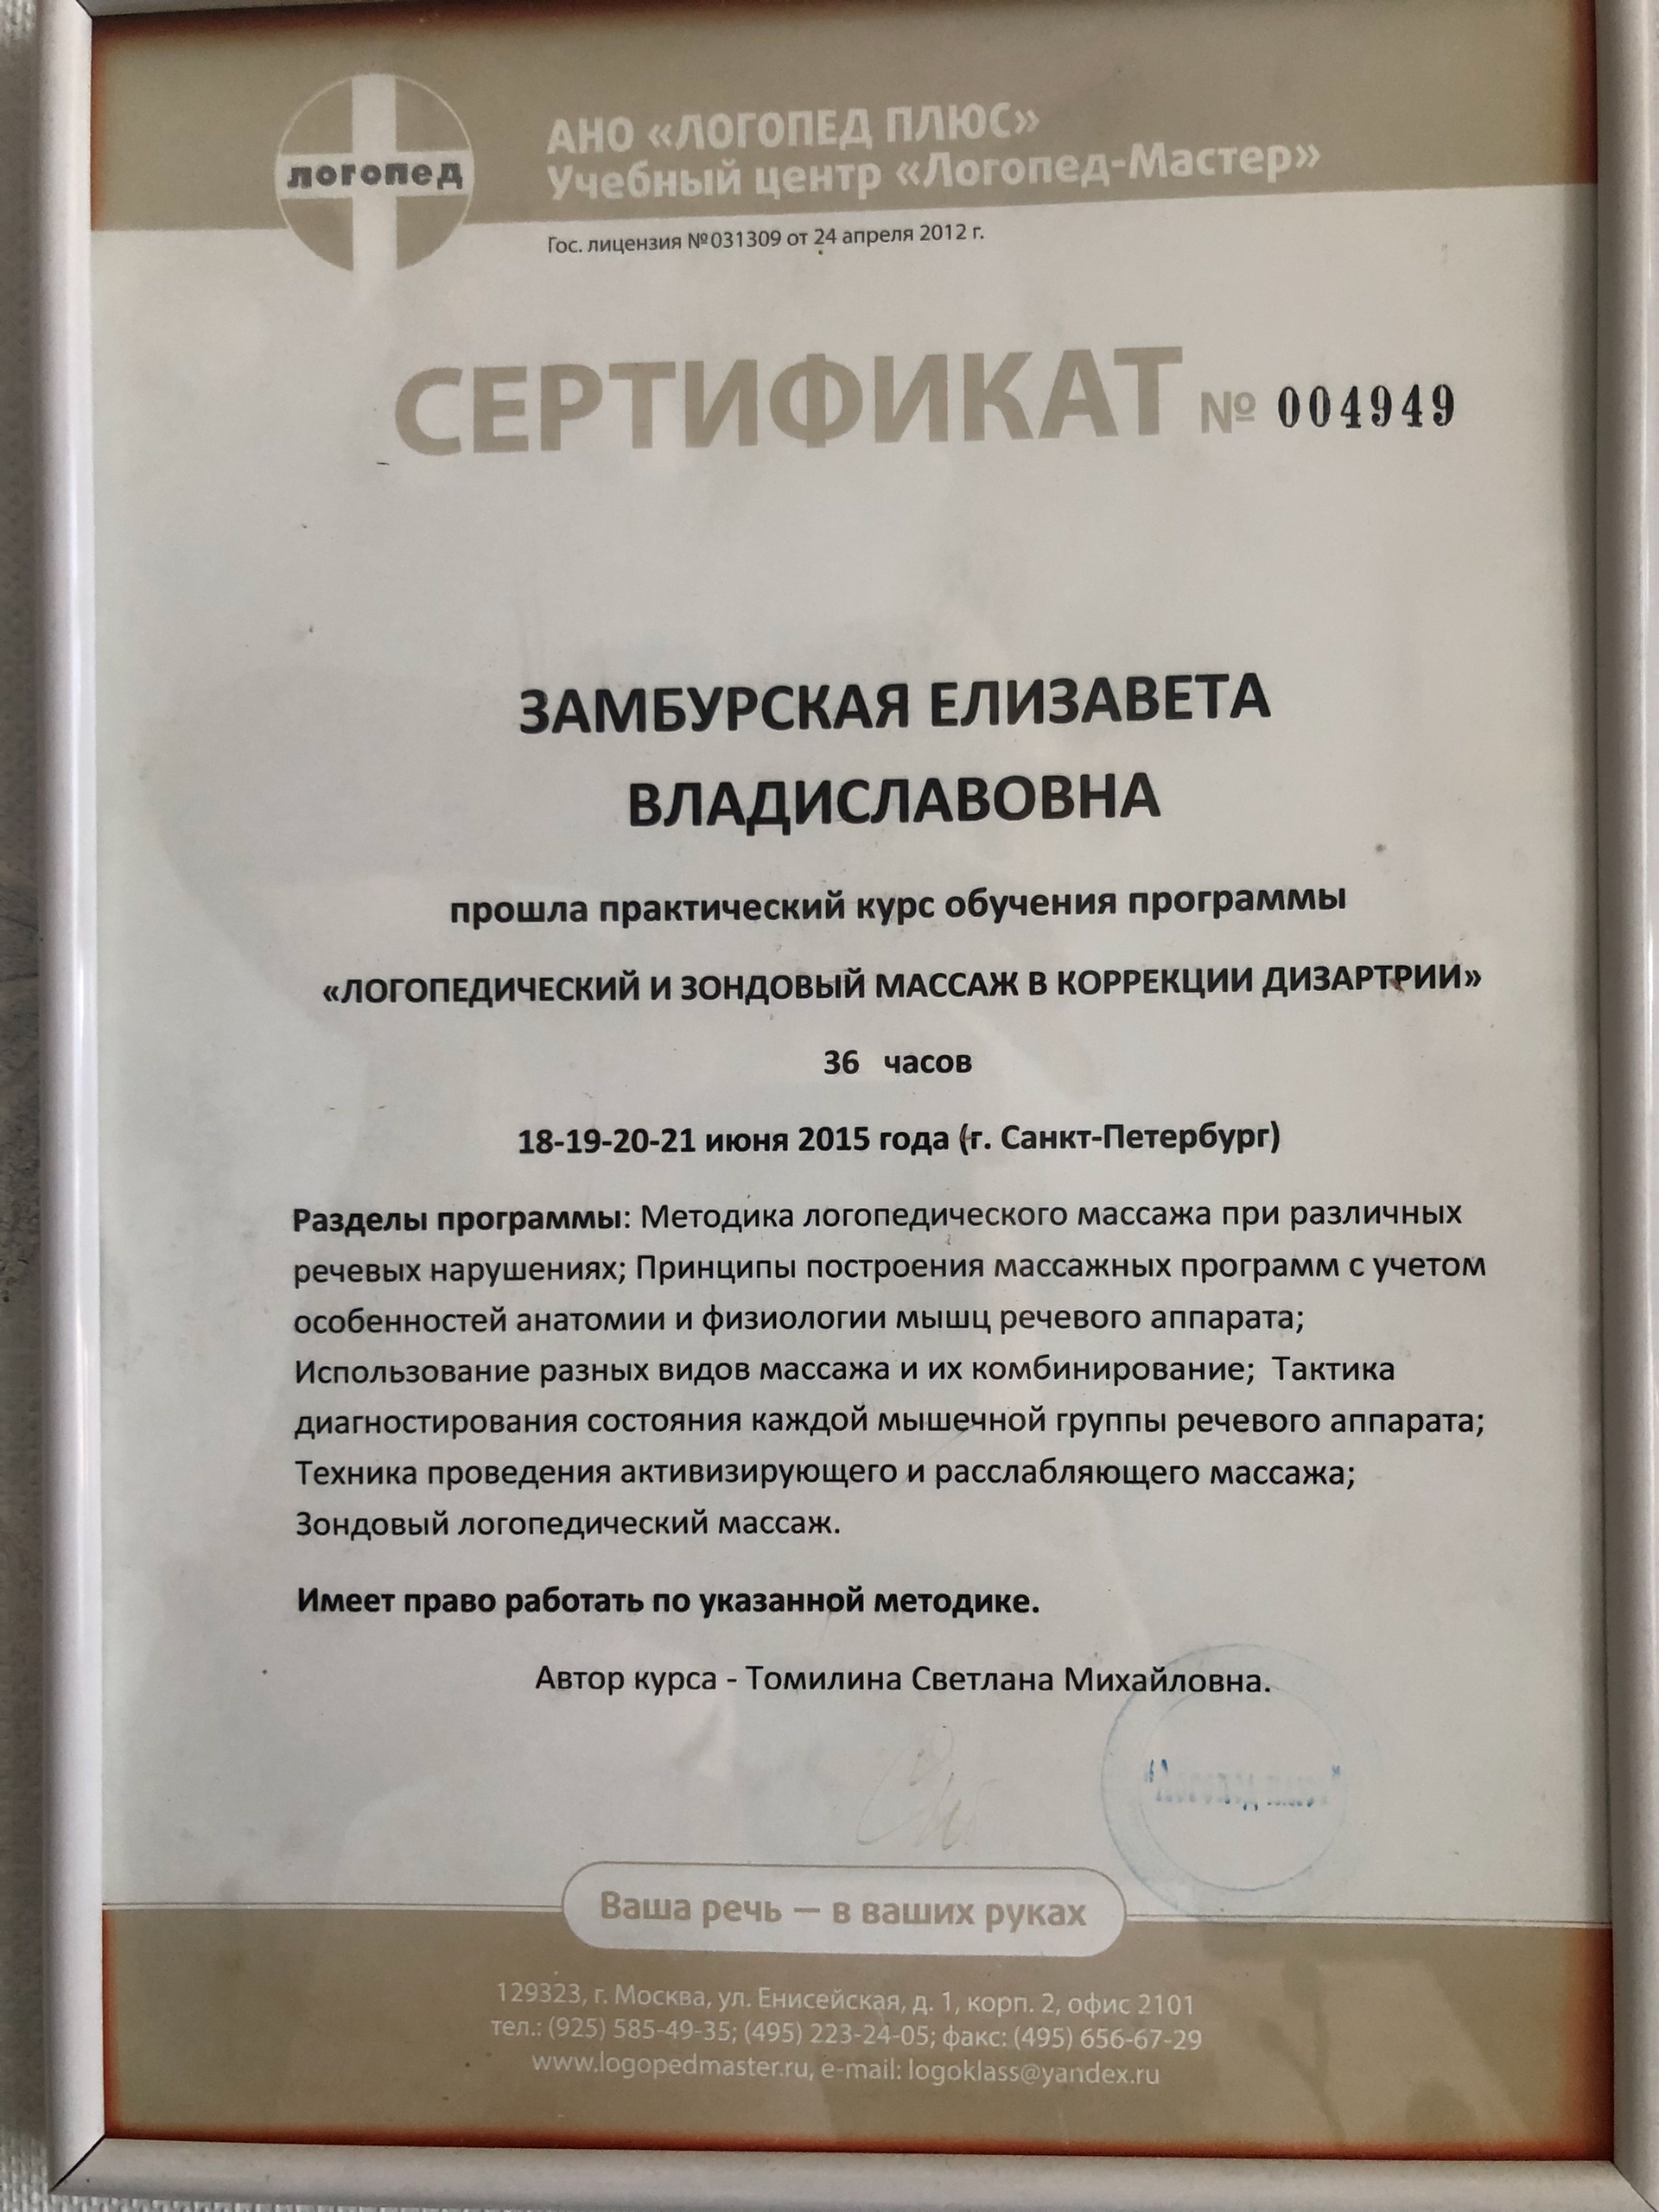 логопед
АНО «ЛОГОПЕД ПЛЮС»
Учебный центр «Логопед-Мастер»
Гос. лицензия №031309 от 24 апреля 2012 г.
СЕРТИФИКАТ № 004949
ЗАМБУРСКАЯ ЕЛИЗАВЕТА
ВЛАДИСЛАВОВНА
прошла практический курс обучения программы
«ЛОГОПЕДИЧЕСКИЙ И ЗОНДОВЫЙ МАССАЖ В КОРРЕКЦИИ ДИЗАРТРИИ»
36 часов
18-19-20-21 июня 2015 года (г. Санкт-Петербург)
Разделы программы: Методика логопедического массажа при различных
речевых нарушениях; Принципы построения массажных программ с учетом
особенностей анатомии и физиологии мышц речевого аппарата;
Использование разных видов массажа и их комбинирование; Тактика
диагностирования состояния каждой мышечной группы речевого аппарата;
Техника проведения активизирующего и расслабляющего массажа;
Зондовый логопедический массаж.
Имеет право работать по указанной методике.
Автор курса - Томилина Светлана Михайловна.
Ваша речь — в ваших руках
129323, г. Москва, ул. Енисейская, д. 1, корп. 2, офис 2101
тел.: (925) 585-49-35; (495) 223-24-05; факс: (495) 656-67-29
www.logopedmaster.ru, e-mail: logoklass@yandex.ru